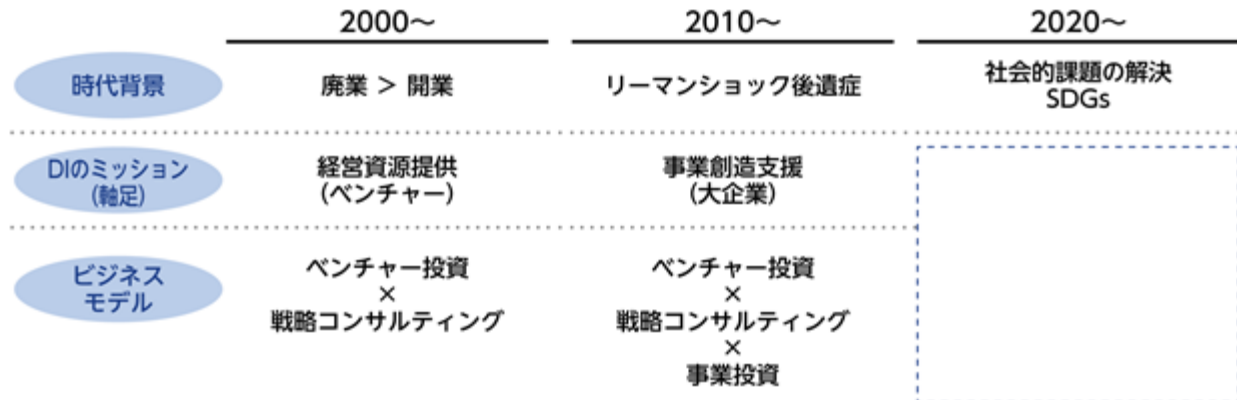 2000～ 2010～ 2020～
時代背景 廃業 ＞ 開業 リーマンショック後遺症 社会的課題の解決
SDGs
DIのミッション
(軸足)
経営資源提供
(ベンチャー)
事業創造支援
(大企業)
ビジネス
モデル
ベンチャー投資
×
戦略コンサルティング
ベンチャー投資
×
戦略コンサルティング
×
事業投資